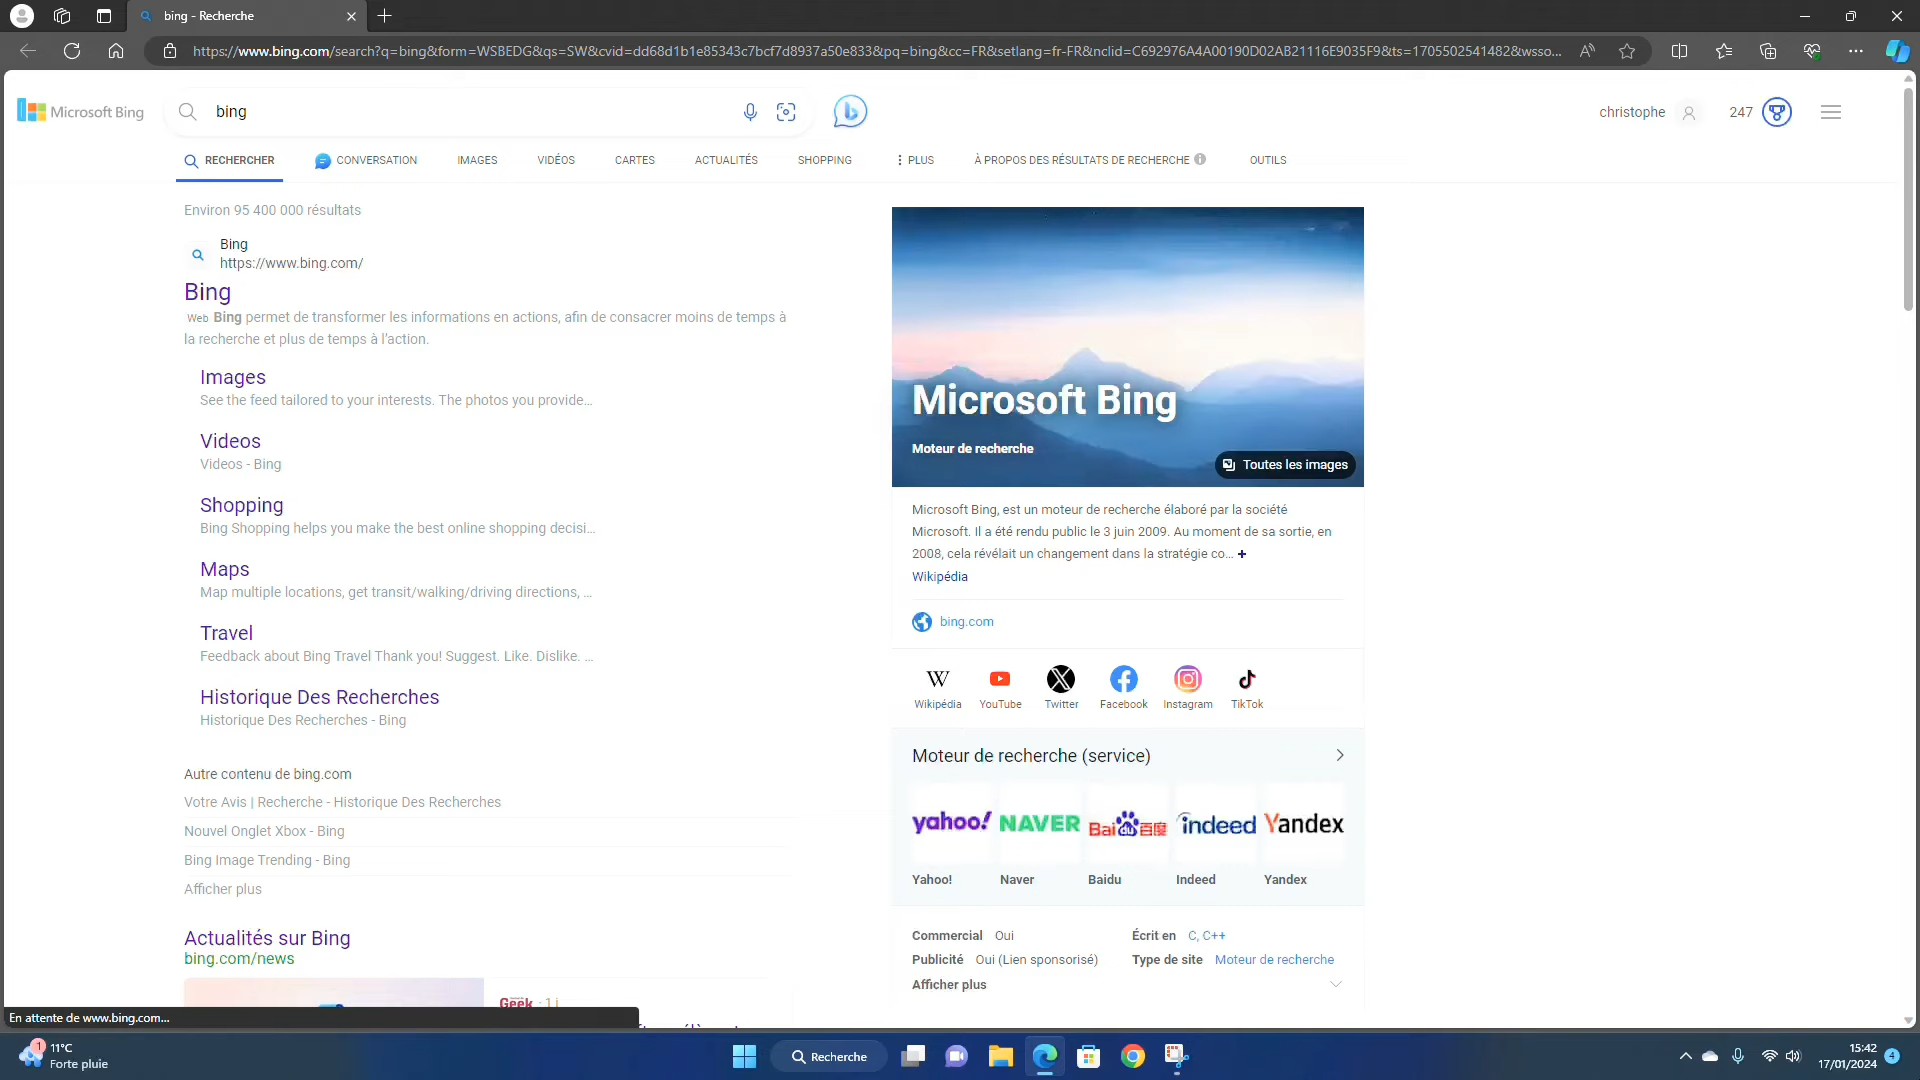 bing - Recherche
https://www.bing.com/search?q=bing&form=WSBEDG&qs=SW&cvid=dd68d1b1e85343c7bcf7d8937a50e833&pq=bing&cc=FR&setlang=fr-FR&nclid=C692976A4A00190D02AB21116E9035F9&ts=1705502541482&wsso...
Microsoft Bing
bing
christophe
247
RECHERCHER
CONVERSATION
IMAGES
VIDÉOS
CARTES
ACTUALITÉS
SHOPPING
PLUS
À PROPOS DES RÉSULTATS DE RECHERCHE
OUTILS
Environ 95 400 000 résultats
Bing
https://www.bing.com/
Bing
Web Bing permet de transformer les informations en actions, afin de consacrer moins de temps à
la recherche et plus de temps à l'action.
Images
See the feed tailored to your interests. The photos you provide...
Videos
Videos - Bing
Shopping
Bing Shopping helps you make the best online shopping decisi...
Maps
Map multiple locations, get transit/walking/driving directions, ...
Travel
Feedback about Bing Travel Thank you! Suggest. Like. Dislike. ...
Historique Des Recherches
Historique Des Recherches - Bing
Autre contenu de bing.com
Votre Avis | Recherche - Historique Des Recherches
Nouvel Onglet Xbox - Bing
Bing Image Trending - Bing
Afficher plus
Actualités sur Bing
bing.com/news
Geek · 1 j
Microsoft Bing
Moteur de recherche
Toutes les images
Microsoft Bing, est un moteur de recherche élaboré par la société
Microsoft. Il a été rendu public le 3 juin 2009. Au moment de sa sortie, en
2008, cela révélait un changement dans la stratégie co... +
Wikipédia
bing.com
W
Wikipédia
YouTube
Twitter
Facebook
Instagram
TikTok
Moteur de recherche (service)
yahoo!
NAVER
Bai du 百度
indeed
Yandex
Yahoo!
Naver
Baidu
Indeed
Yandex
Commercial Oui
Écrit en C, C++
Publicité Oui (Lien sponsorisé)
Type de site Moteur de recherche
Afficher plus
En attente de www.bing.com...
1
11°C
Forte pluie
Recherche
15:42
17/01/2024
4